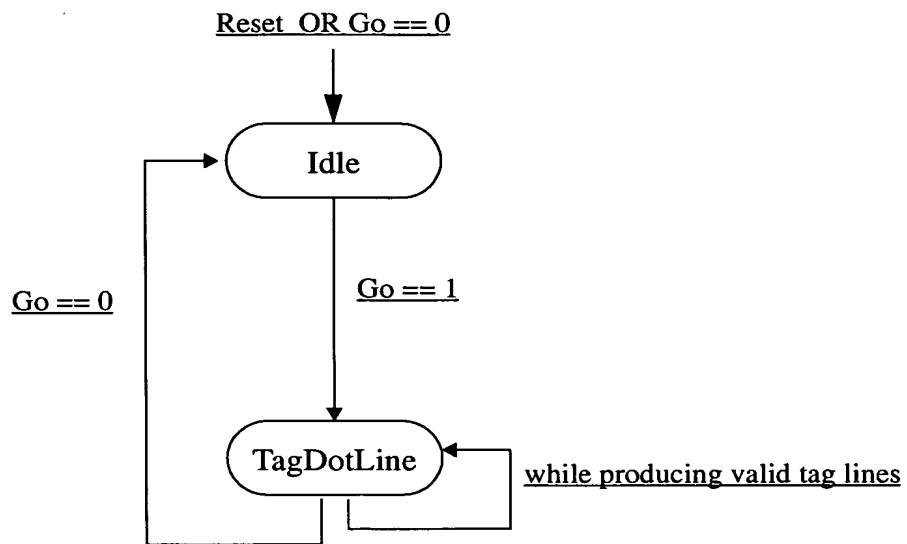 Reset OR Go == 0
Idle
Go == 0
Go == 1
TagDotLine
while producing valid tag lines